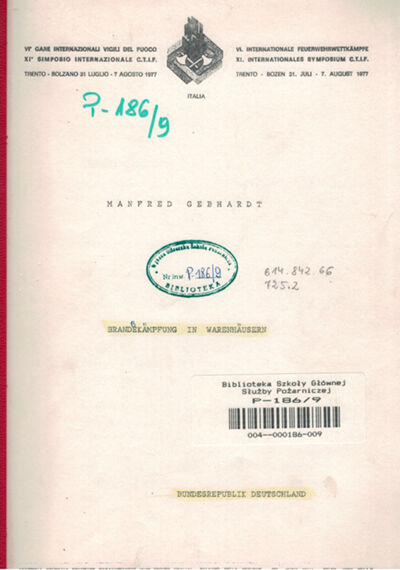 VIᵉ GARE INTERNAZIONALI VIGILI DEL FUOCO
XIᵉ SIMPOSIO INTERNAZIONALE C.T.I.F.
TRENTO - BOLZANO 31 LUGLIO - 7 AGOSTO 1977
VI. INTERNATIONALE FEUERWEHRWETTKÄMPFE
XI. INTERNATIONALES SYMPOSIUM C.T.I.F.
TRENTO - BOZEN 31. JULI - 7. AUGUST 1977
ITALIA
P-186/9
MANFRED GEBHARDT
Nr inw. P-186/9
BIBLIOTEKA
614.842.66
725.2
BRANDBEKÄMPFUNG IN WARENHÄUSERN
Biblioteka Szkoły Głównej
Służby Pożarniczej
P-186/9
004--000186-009
BUNDESREPUBLIK DEUTSCHLAND